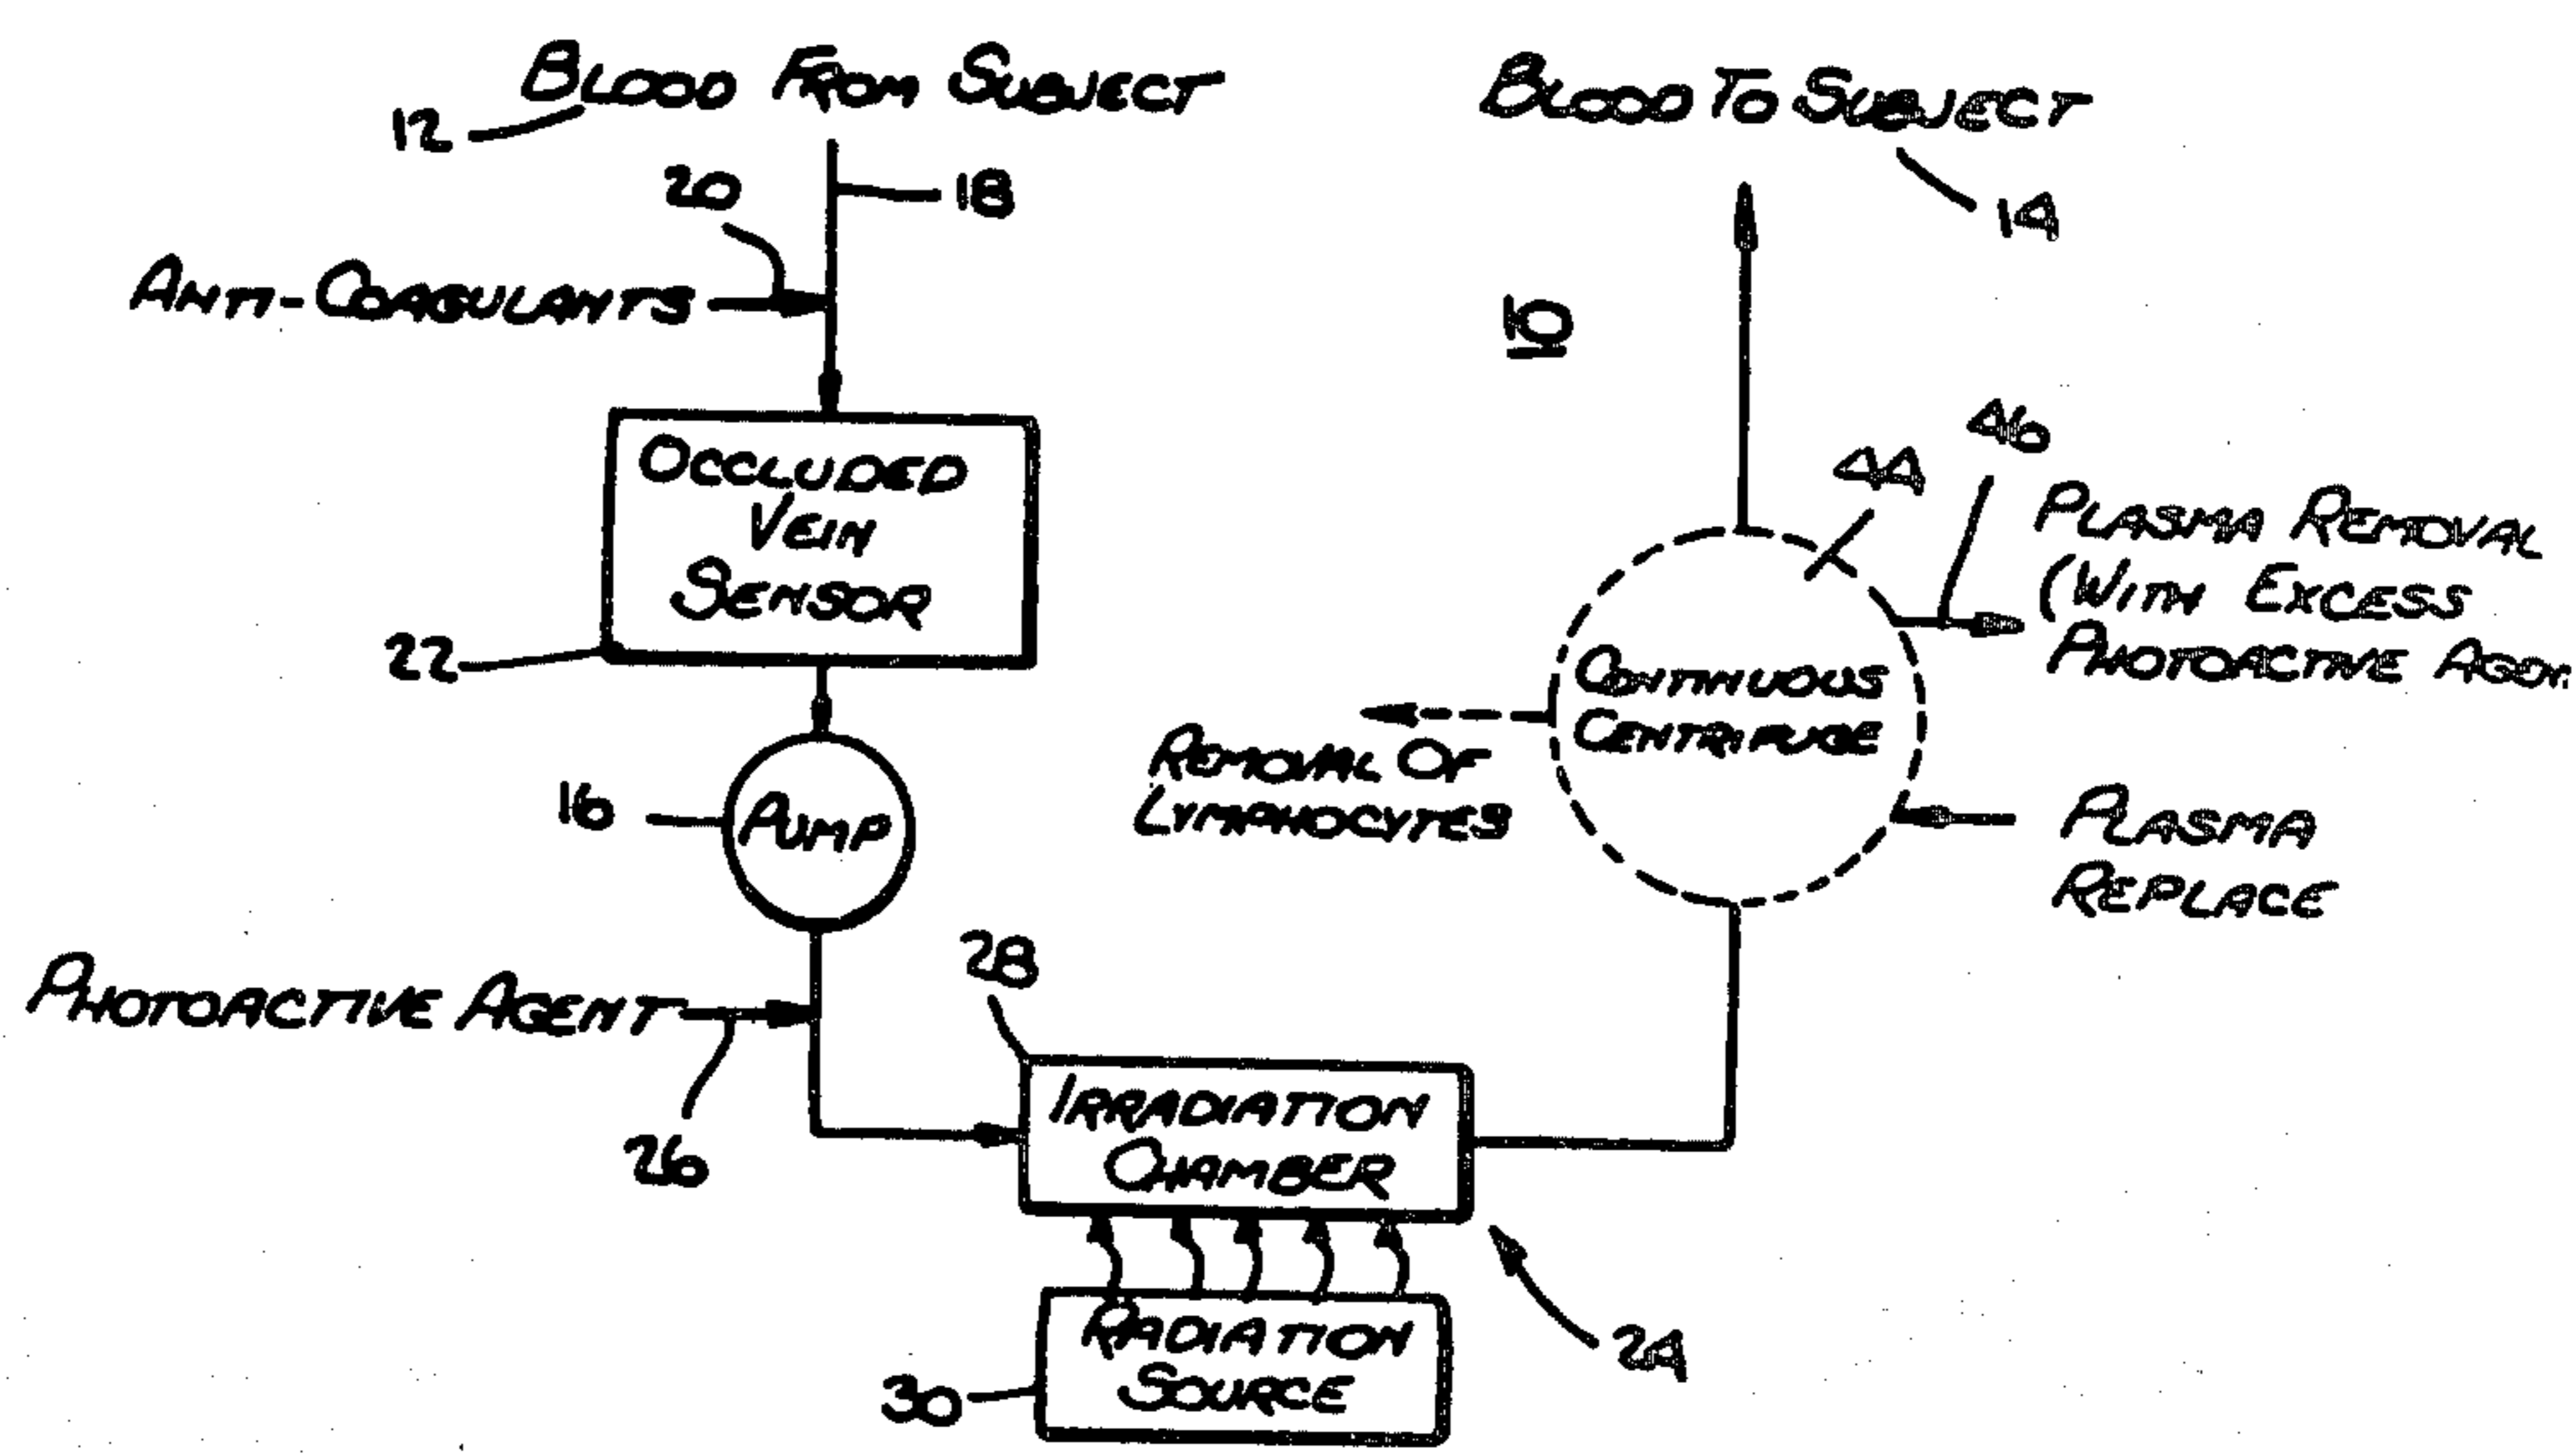 BLOOD FROM SUBJECT
12
18
20
ANTI-COAGULANTS
OCCLUDED
VEIN
SENSOR
22
PUMP
16
PHOTOACTIVE AGENT
26
28
IRRADIATION
CHAMBER
RADIATION
SOURCE
30
24
BLOOD TO SUBJECT
14
10
44
46
PLASMA REMOVAL
(WITH EXCESS
PHOTOACTIVE
CONTINUOUS
CENTRIFUGE
REMOVAL OF
LYMPHOCYTES
PLASMA
REPLACE